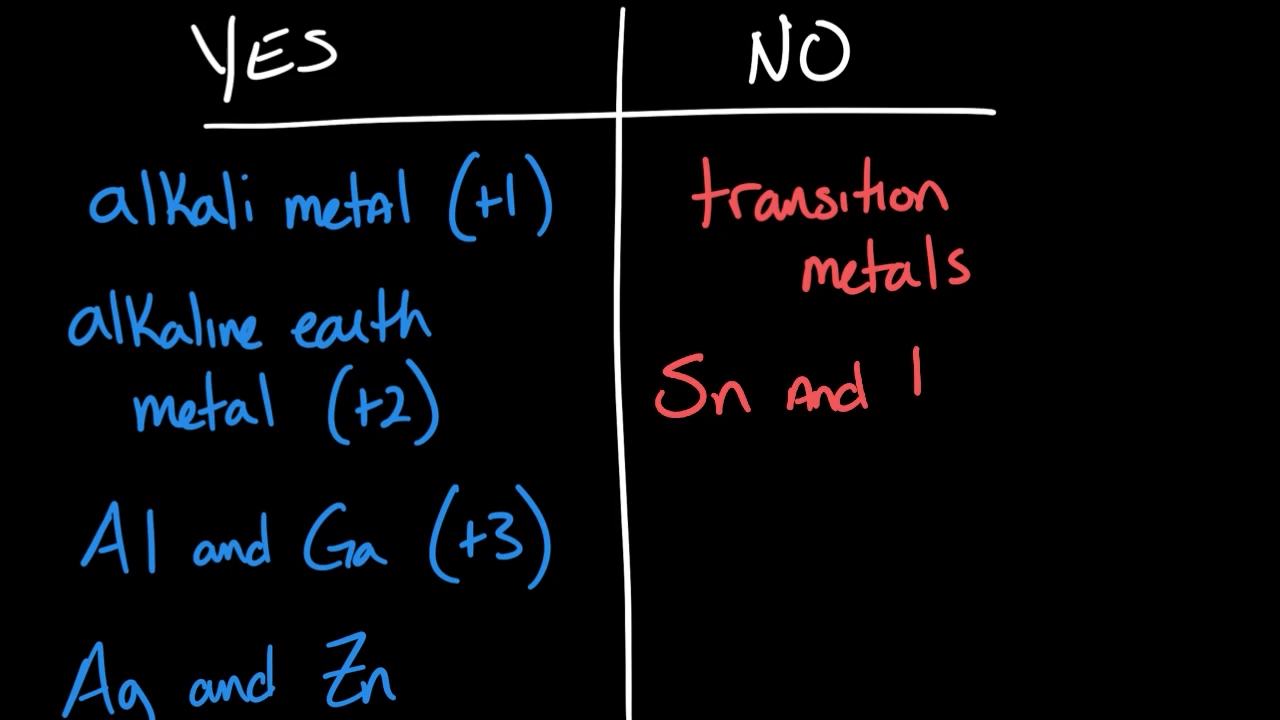 YES
NO
alkali metal (+1)
alkaline earth
metal (+2)
Al and Ga (+3)
Ag and Zn
transition
metals
Sn and